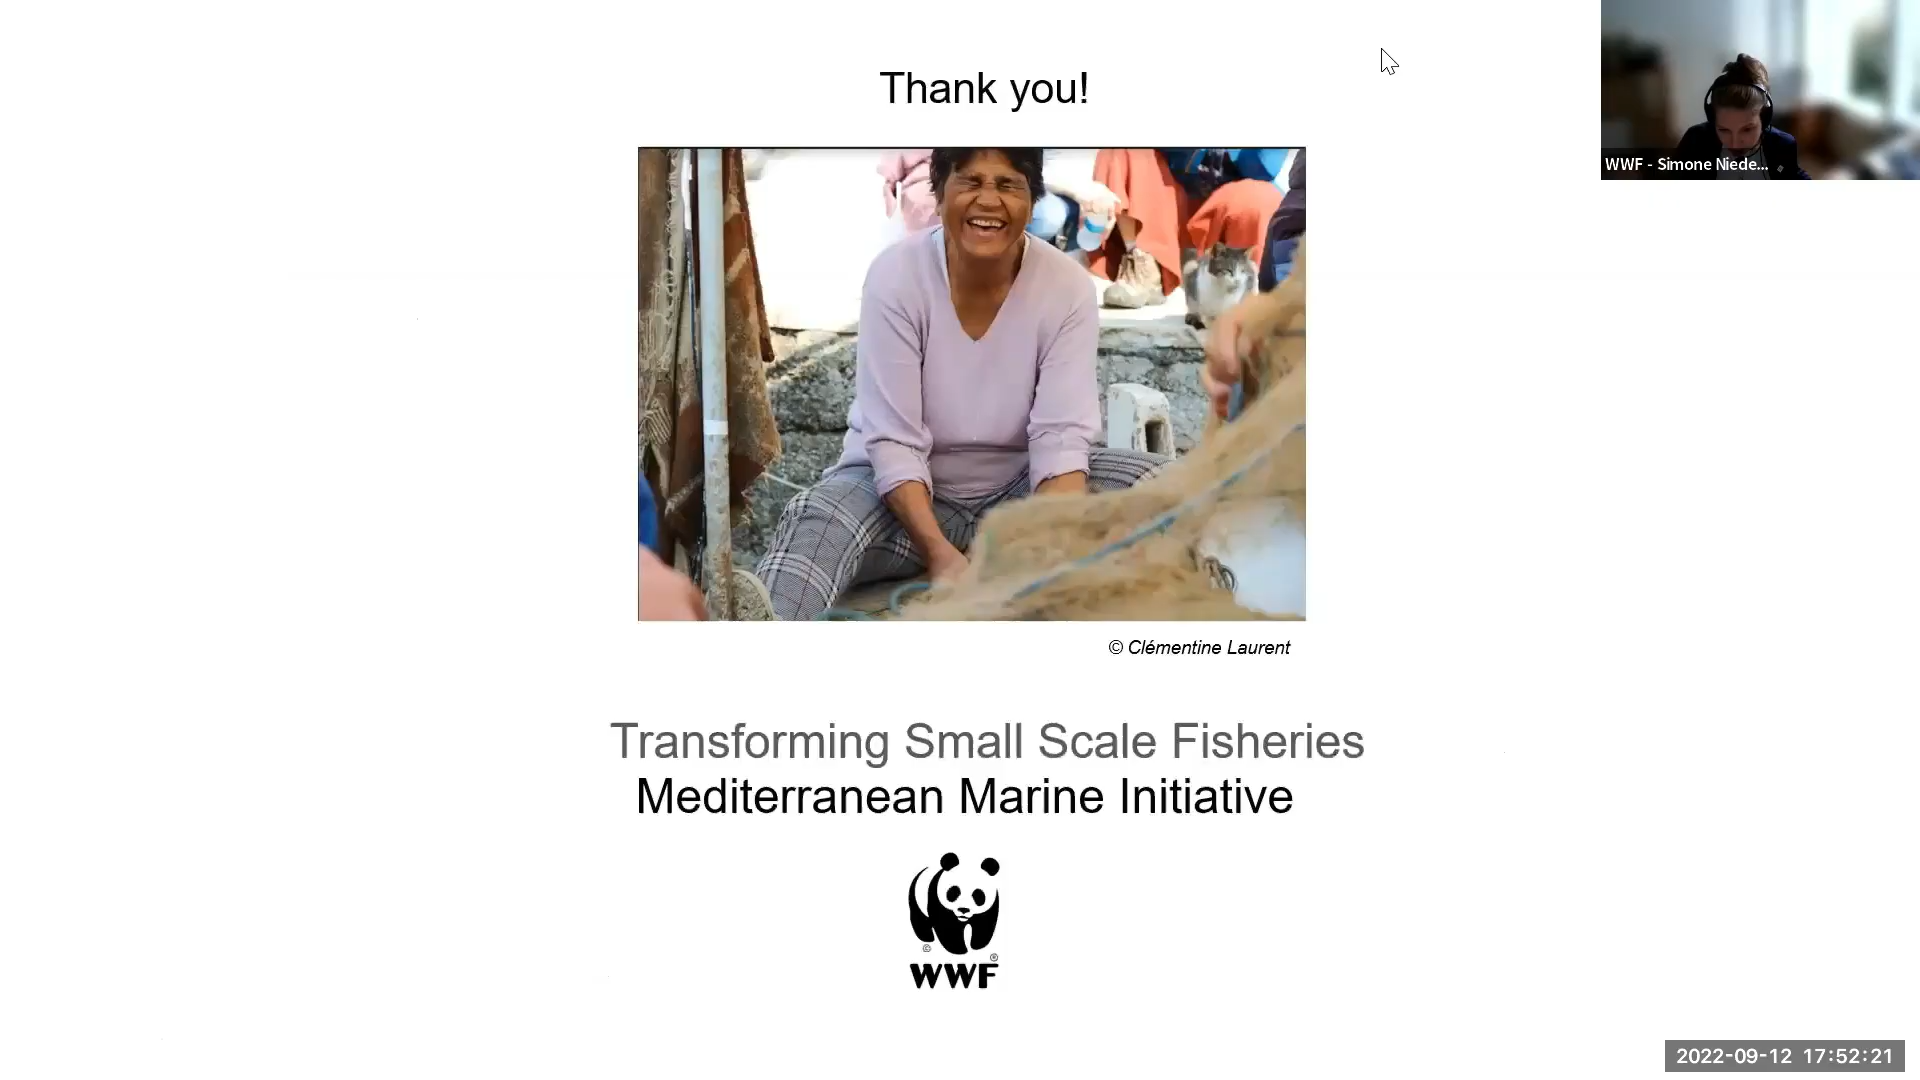 Thank you!
WWF - Simone Niede...
© Clémentine Laurent
Transforming Small Scale Fisheries
Mediterranean Marine Initiative
©
®
WWF
2022-09-12 17:52:21